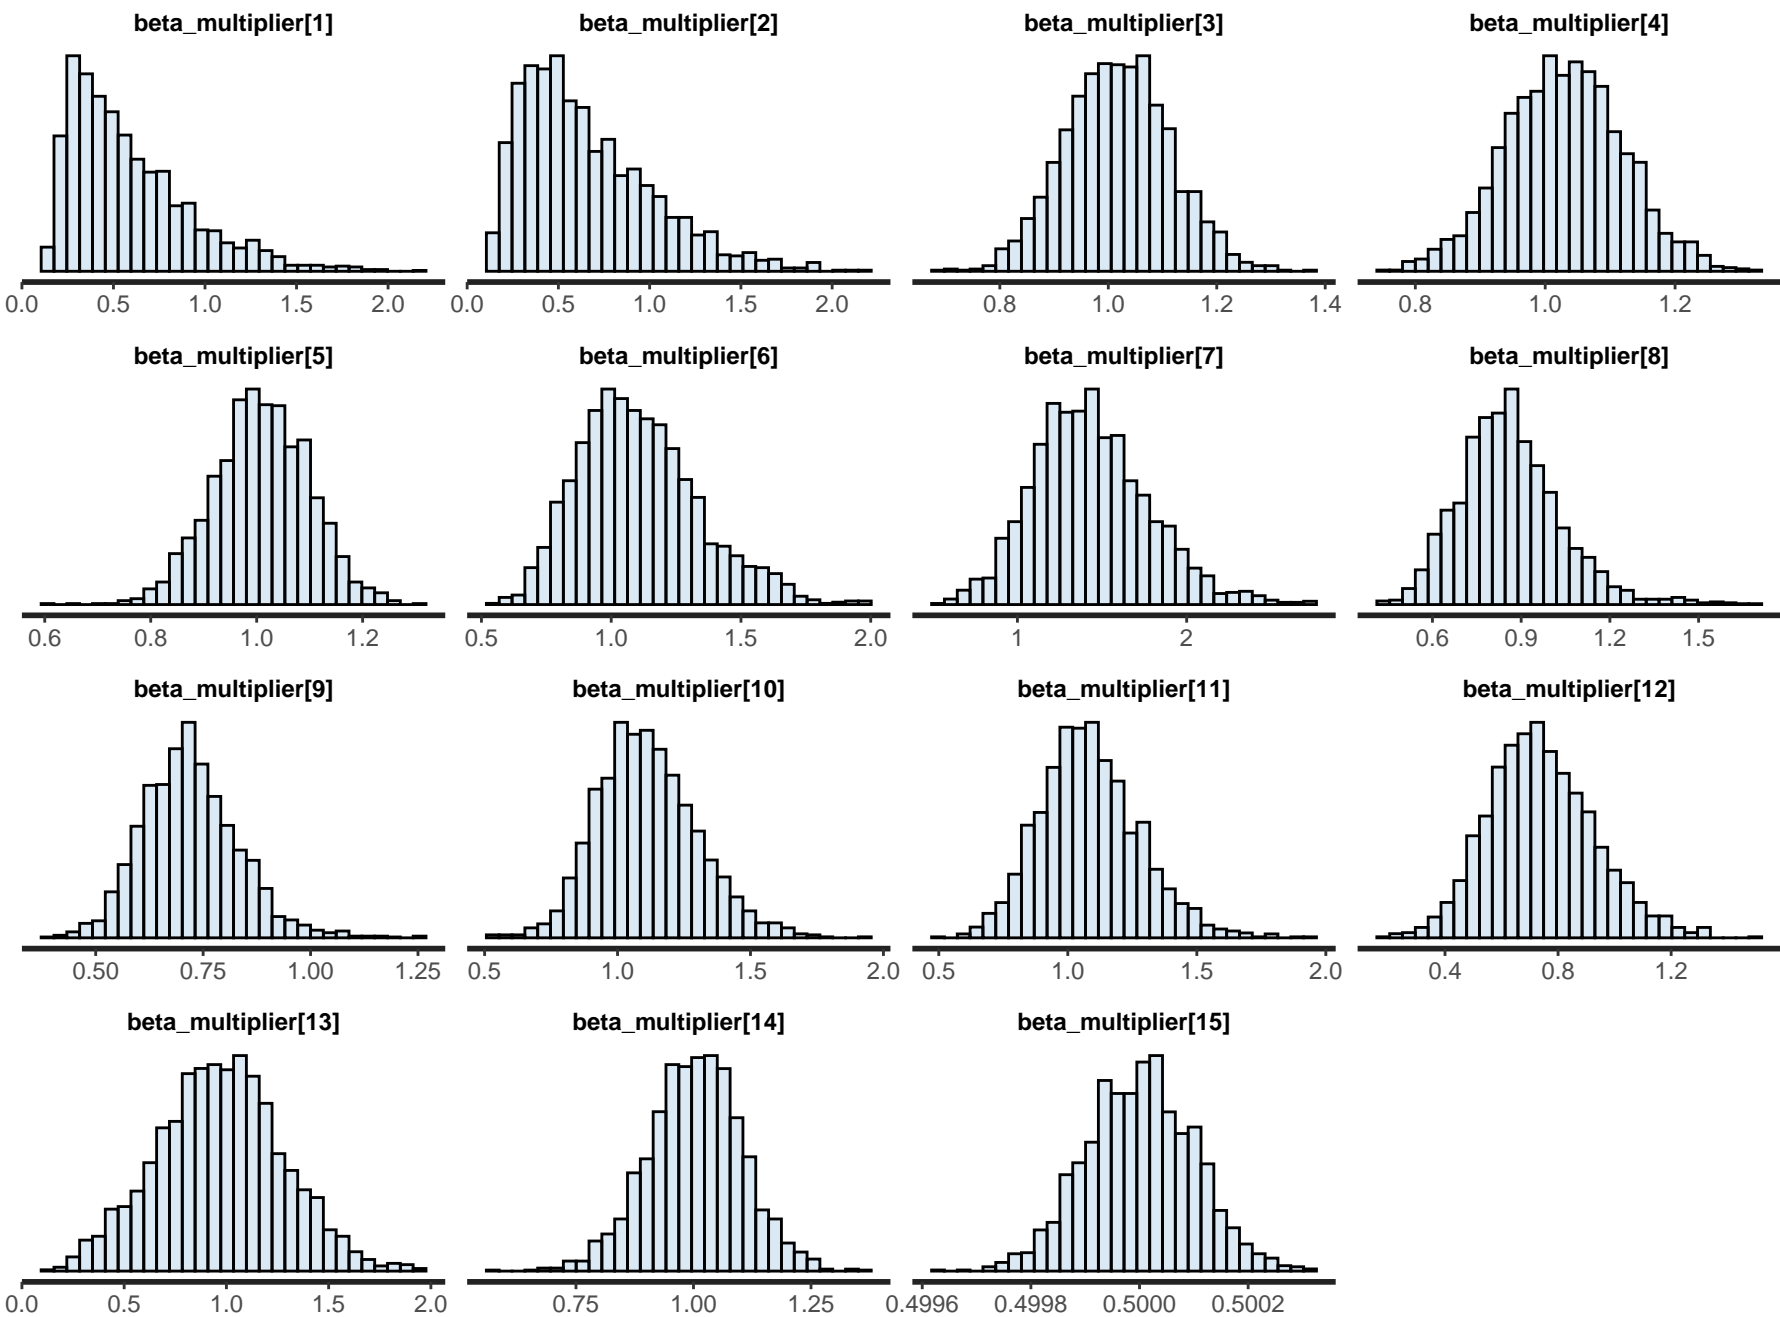 beta_multiplier[1] beta_multiplier[2] beta_multiplier[3] beta_multiplier[4]
0.0 0.5 1.0 1.5 2.0 0.0 0.5 1.0 1.5 2.0 0.8 1.0 1.2 1.4 0.8 1.0 1.2
beta_multiplier[5] beta_multiplier[6] beta_multiplier[7] beta_multiplier[8]
0.6 0.8 1.0 1.2 0.5 1.0 1.5 2.0 1 2 0.6 0.9 1.2 1.5
beta_multiplier[9] beta_multiplier[10] beta_multiplier[11] beta_multiplier[12]
0.50 0.75 1.00 1.25 0.5 1.0 1.5 2.0 0.5 1.0 1.5 2.0 0.4 0.8 1.2
beta_multiplier[13] beta_multiplier[14] beta_multiplier[15]
0.0 0.5 1.0 1.5 2.0 0.75 1.00 1.25 0.4996 0.4998 0.5000 0.5002